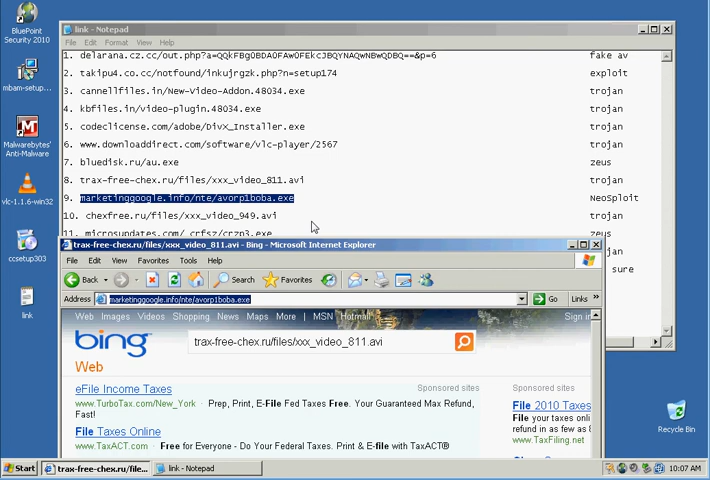 BluePoint
Security 2010
mbam-setup...
Malwarebytes'
Anti-Malware
vlc-1.1.6-win32
ccsetup303
link
link - Notepad
File Edit Format View Help
1. delarana.cz.cc/out.php?a=QQkFBg0BDA0FAw0FEkcJBQYNAQwNBwQDBQ==&p=6 fake av
2. takipu4.co.cc/notfound/inkujrgzk.php?n=setup174 exploit
3. cannellfiles.in/New-Video-Addon.48034.exe trojan
4. kbfiles.in/video-plugin.48034.exe trojan
5. codeclicense.com/adobe/DivX_Installer.exe trojan
6. www.downloaddirect.com/software/vlc-player/2567 trojan
7. bluedisk.ru/au.exe zeus
8. trax-free-chex.ru/files/xxx_video_811.avi trojan
9. marketinggoogle.info/nte/avorp1boba.exe NeoSploit
10. chexfree.ru/files/xxx_video_949.avi trojan
11. microsupdates.com/_crfsz/crzp3.exe zeus
sure
trax-free-chex.ru/files/xxx_video_811.avi - Bing - Microsoft Internet Explorer
File Edit View Favorites Tools Help
Back Search Favorites
Address marketinggoogle.info/nte/avorp1boba.exe Go Links
Web Images Videos Shopping News Maps More | MSN Hotmail Sign in
bing trax-free-chex.ru/files/xxx_video_811.avi
Web
eFile Income Taxes Sponsored sites Sponsored
www.TurboTax.com/New_York · Prep, Print, E-File Fed Taxes Free. Your Guaranteed Max Refund, Fast!
File Taxes Online
www.TaxACT.com · Free for Everyone - Do Your Federal Taxes. Print & E-file with TaxACT®
File 2010 Taxes
File your taxes onli
refund in as few as 8
www.TaxFiling.net
Recycle Bin
Start trax-free-chex.ru/file... link - Notepad 10:07 AM